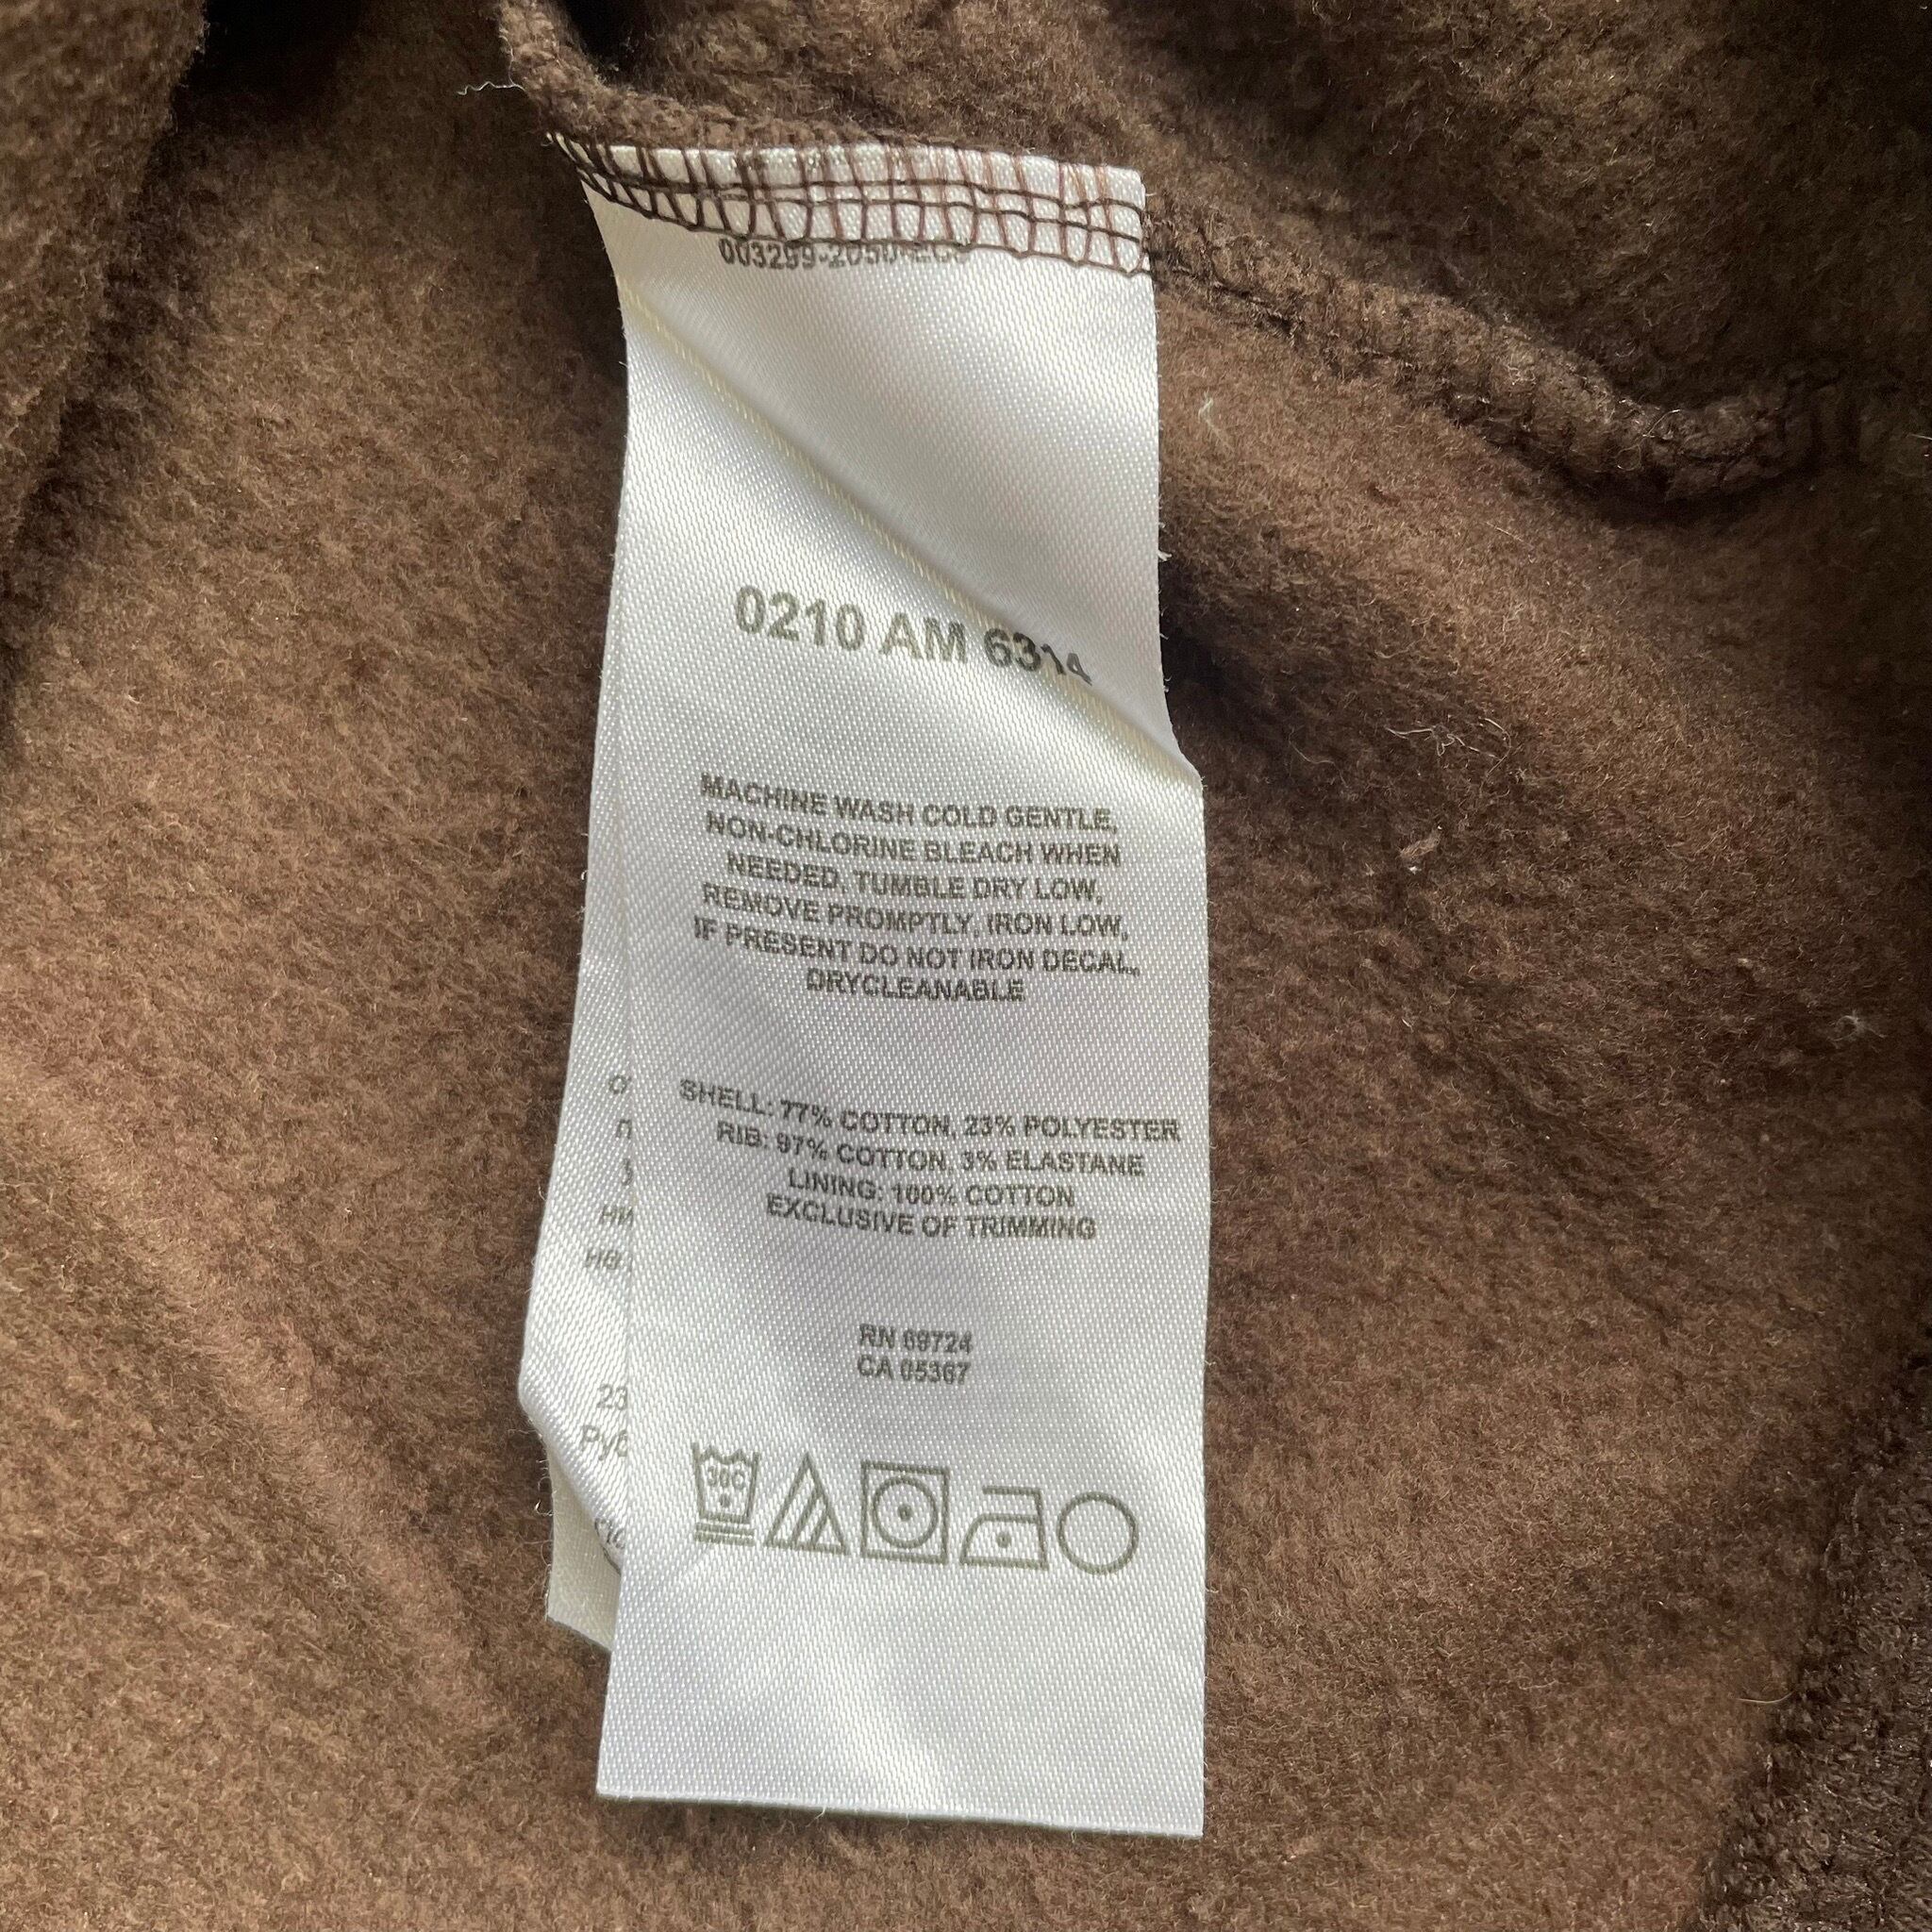 0210 AM 6314
MACHINE WASH COLD GENTLE,
NON-CHLORINE BLEACH WHEN
NEEDED, TUMBLE DRY LOW,
REMOVE PROMPTLY, IRON LOW,
IF PRESENT DO NOT IRON DECAL,
DRYCLEANABLE
SHELL: 77% COTTON, 23% POLYESTER
RIB: 97% COTTON, 3% ELASTANE
LINING: 100% COTTON
EXCLUSIVE OF TRIMMING
RN 69724
CA 05367
30C